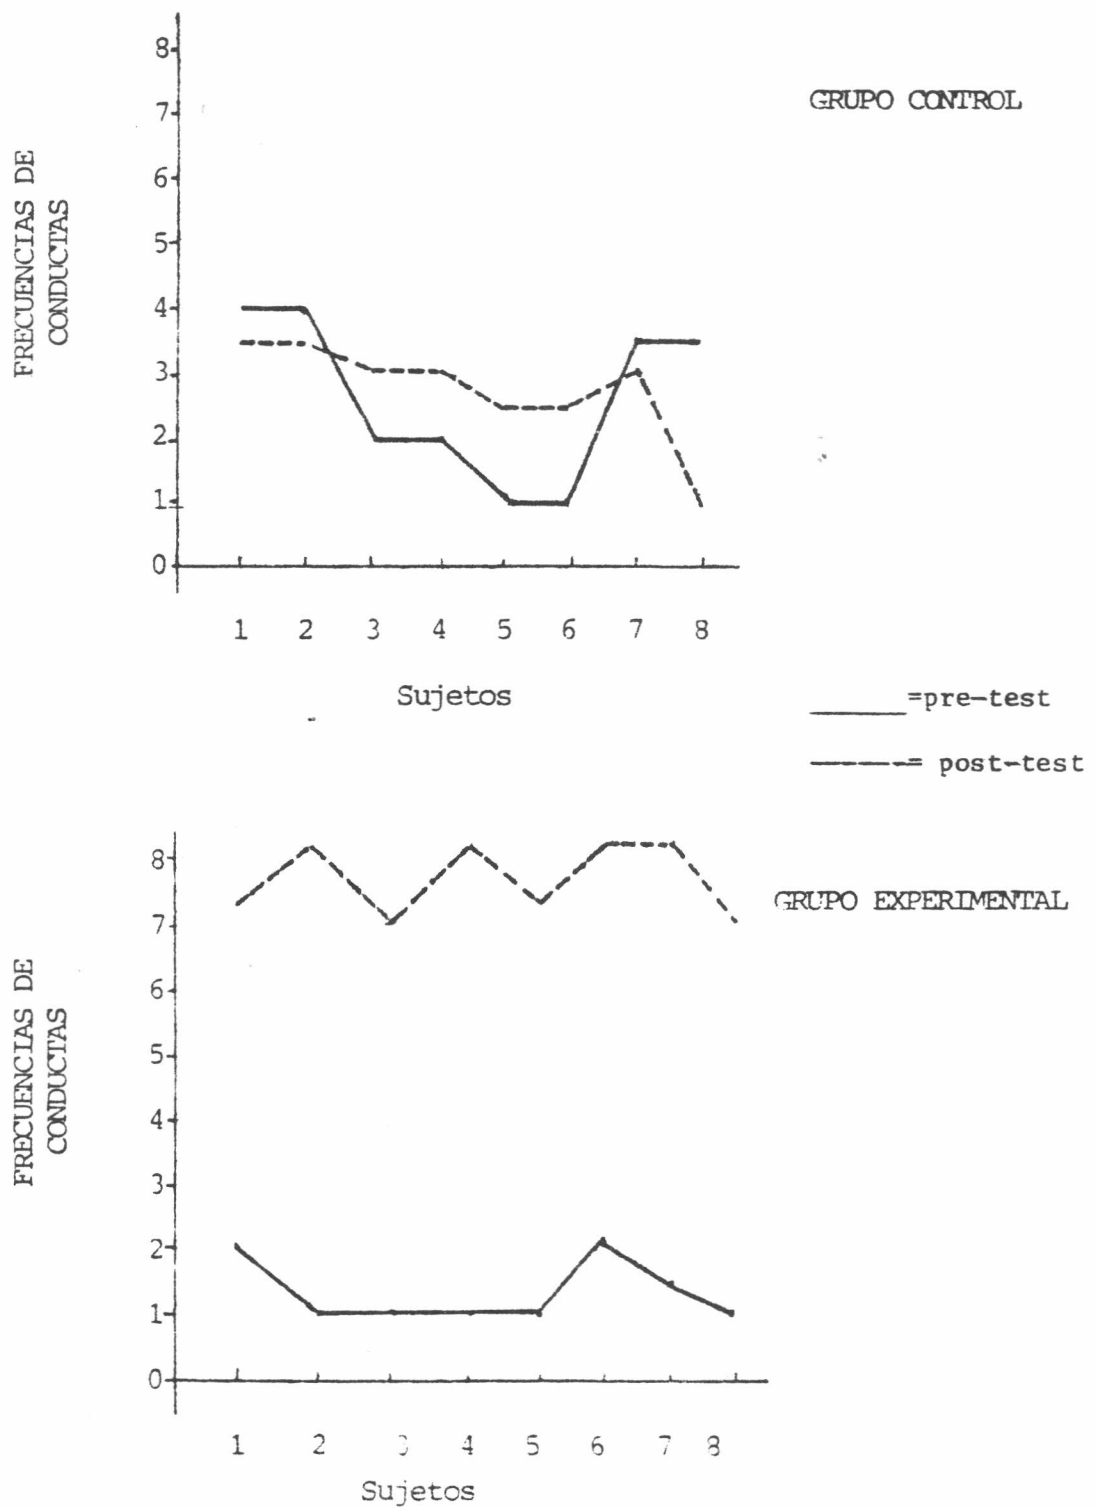 GRUPO CONTROL
FRECUENCIAS DE
CONDUCTAS
8
7
6
5
4
3
2
1
0
1 2 3 4 5 6 7 8
Sujetos
=pre-test
= post-test
GRUPO EXPERIMENTAL
FRECUENCIAS DE
CONDUCTAS
8
7
6
5
4
3
2
1
0
1 2 3 4 5 6 7 8
Sujetos